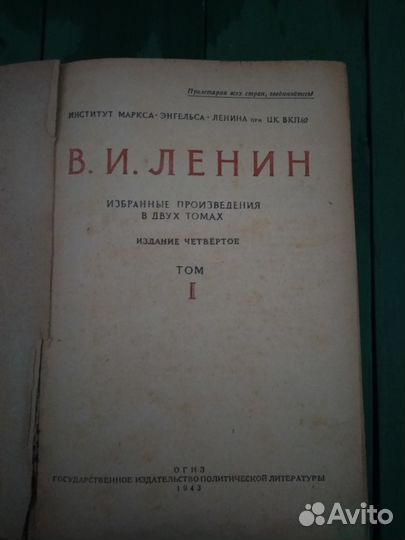 Пролетарии всех стран, соединяйтесь!
ИНСТИТУТ МАРКСА-ЭНГЕЛЬСА-ЛЕНИНА ПРИ ЦК ВКП(б)
В. И. ЛЕНИН
ИЗБРАННЫЕ ПРОИЗВЕДЕНИЯ
В ДВУХ ТОМАХ
ИЗДАНИЕ ЧЕТВЁРТОЕ
ТОМ
I
ОГИЗ
ГОСУДАРСТВЕННОЕ ИЗДАТЕЛЬСТВО ПОЛИТИЧЕСКОЙ ЛИТЕРАТУРЫ
1943
Avito